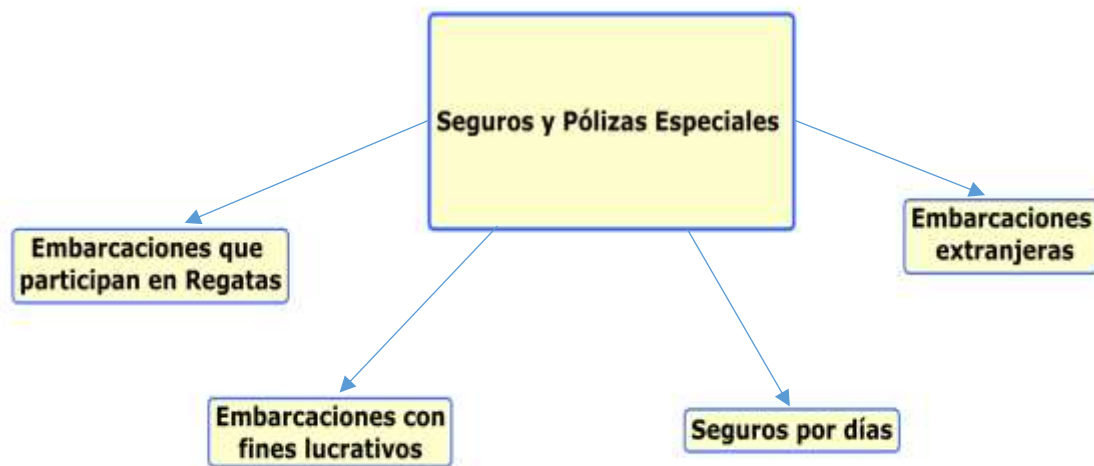 Seguros y Pólizas Especiales
Embarcaciones que
participan en Regatas
Embarcaciones
extranjeras
Embarcaciones con
fines lucrativos
Seguros por días